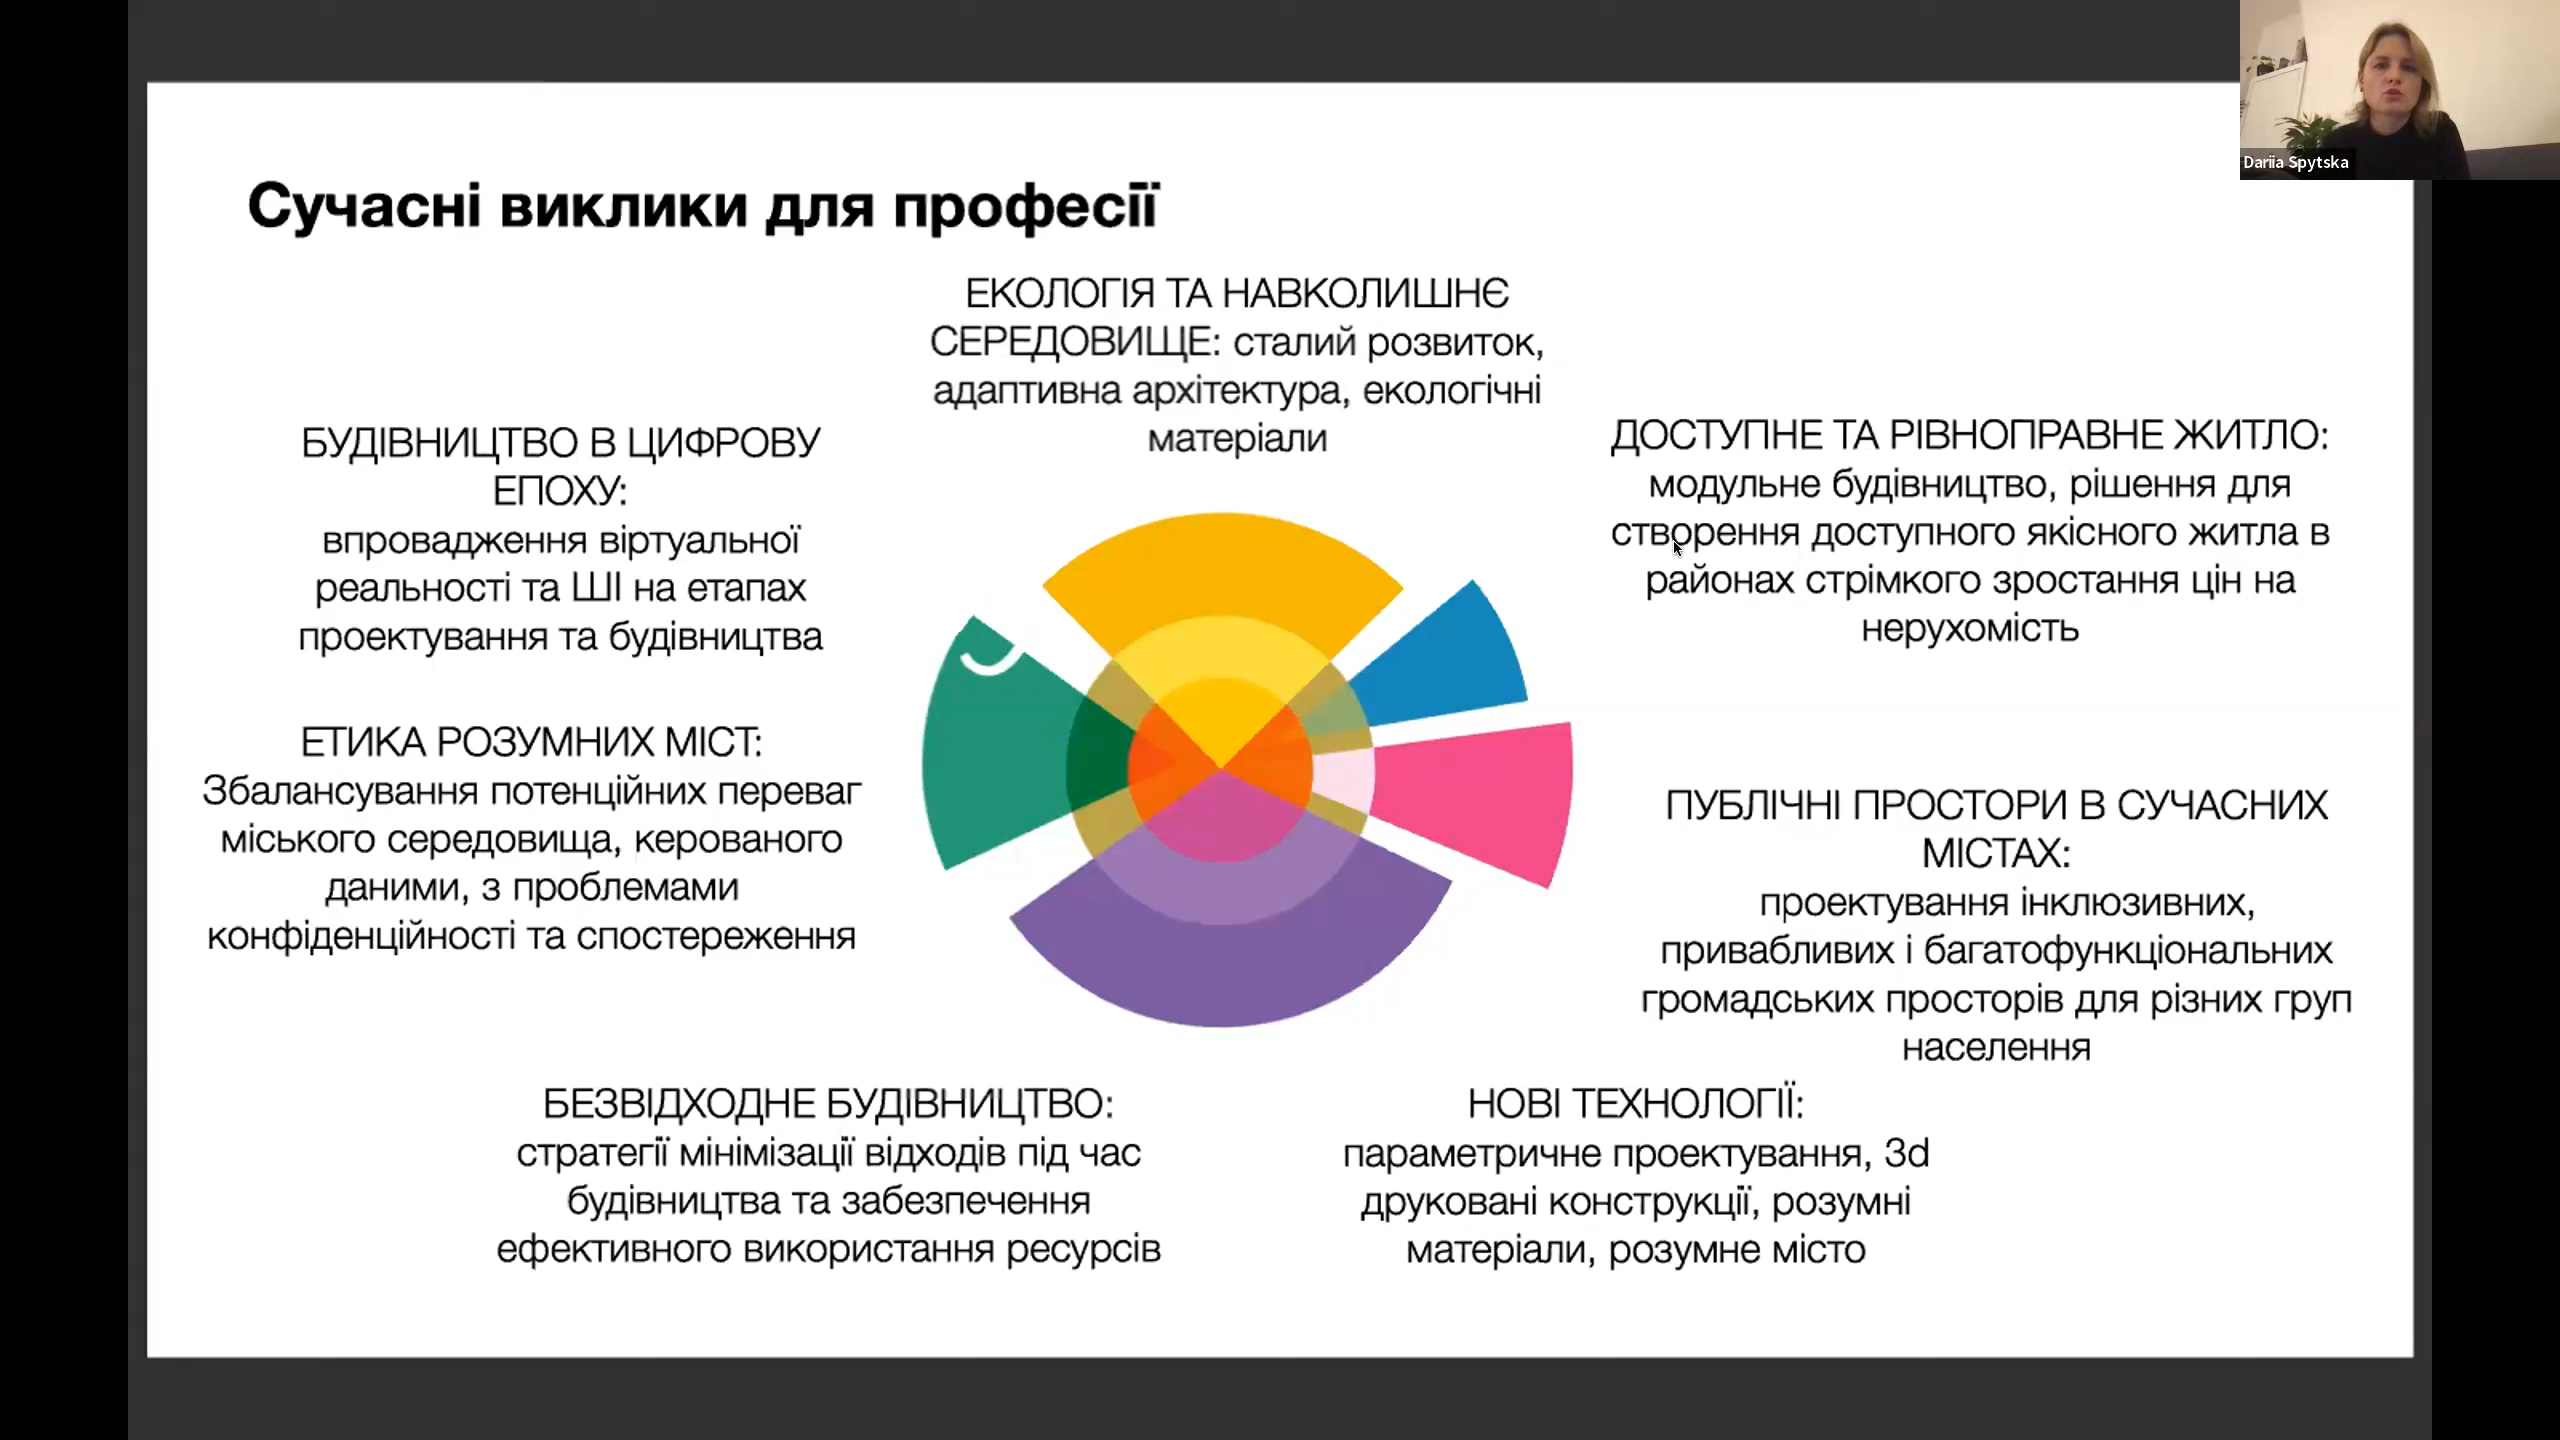 Dariia Spytska
Сучасні виклики для професії
ЕКОЛОГІЯ ТА НАВКОЛИШНЄ
СЕРЕДОВИЩЕ: сталий розвиток,
адаптивна архітектура, екологічні
матеріали
БУДІВНИЦТВО В ЦИФРОВУ
ЕПОХУ:
впровадження віртуальної
реальності та ШІ на етапах
проектування та будівництва
ДОСТУПНЕ ТА РІВНОПРАВНЕ ЖИТЛО:
модульне будівництво, рішення для
створення доступного якісного житла в
районах стрімкого зростання цін на
нерухомість
ЕТИКА РОЗУМНИХ МІСТ:
Збалансування потенційних переваг
міського середовища, керованого
даними, з проблемами
конфіденційності та спостереження
ПУБЛІЧНІ ПРОСТОРИ В СУЧАСНИХ
МІСТАХ:
проектування інклюзивних,
привабливих і багатофункціональних
громадських просторів для різних груп
населення
БЕЗВІДХОДНЕ БУДІВНИЦТВО:
стратегії мінімізації відходів під час
будівництва та забезпечення
ефективного використання ресурсів
НОВІ ТЕХНОЛОГІЇ:
параметричне проектування, 3d
друковані конструкції, розумні
матеріали, розумне місто